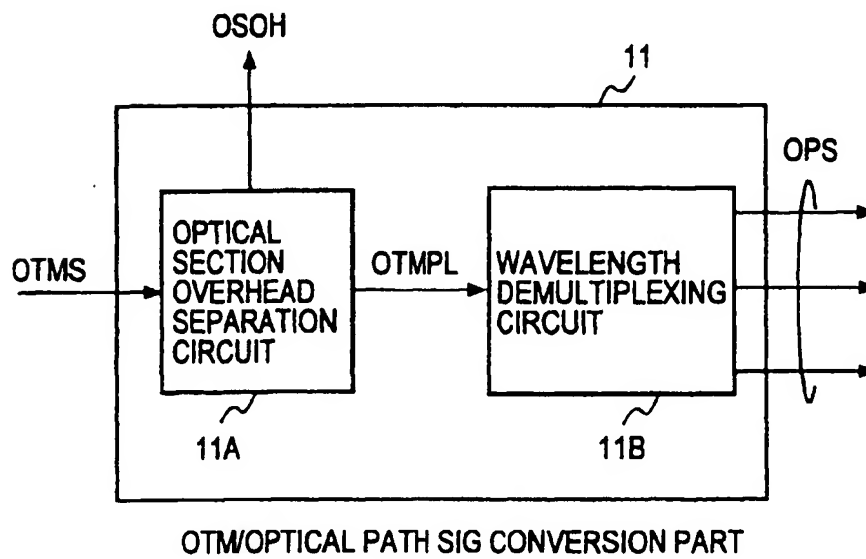 OSOH
11
OPS
OTMS
OPTICAL
SECTION
OVERHEAD
SEPARATION
CIRCUIT
OTMPL
WAVELENGTH
DEMULTIPLEXING
CIRCUIT
11A
11B
OTM/OPTICAL PATH SIG CONVERSION PART